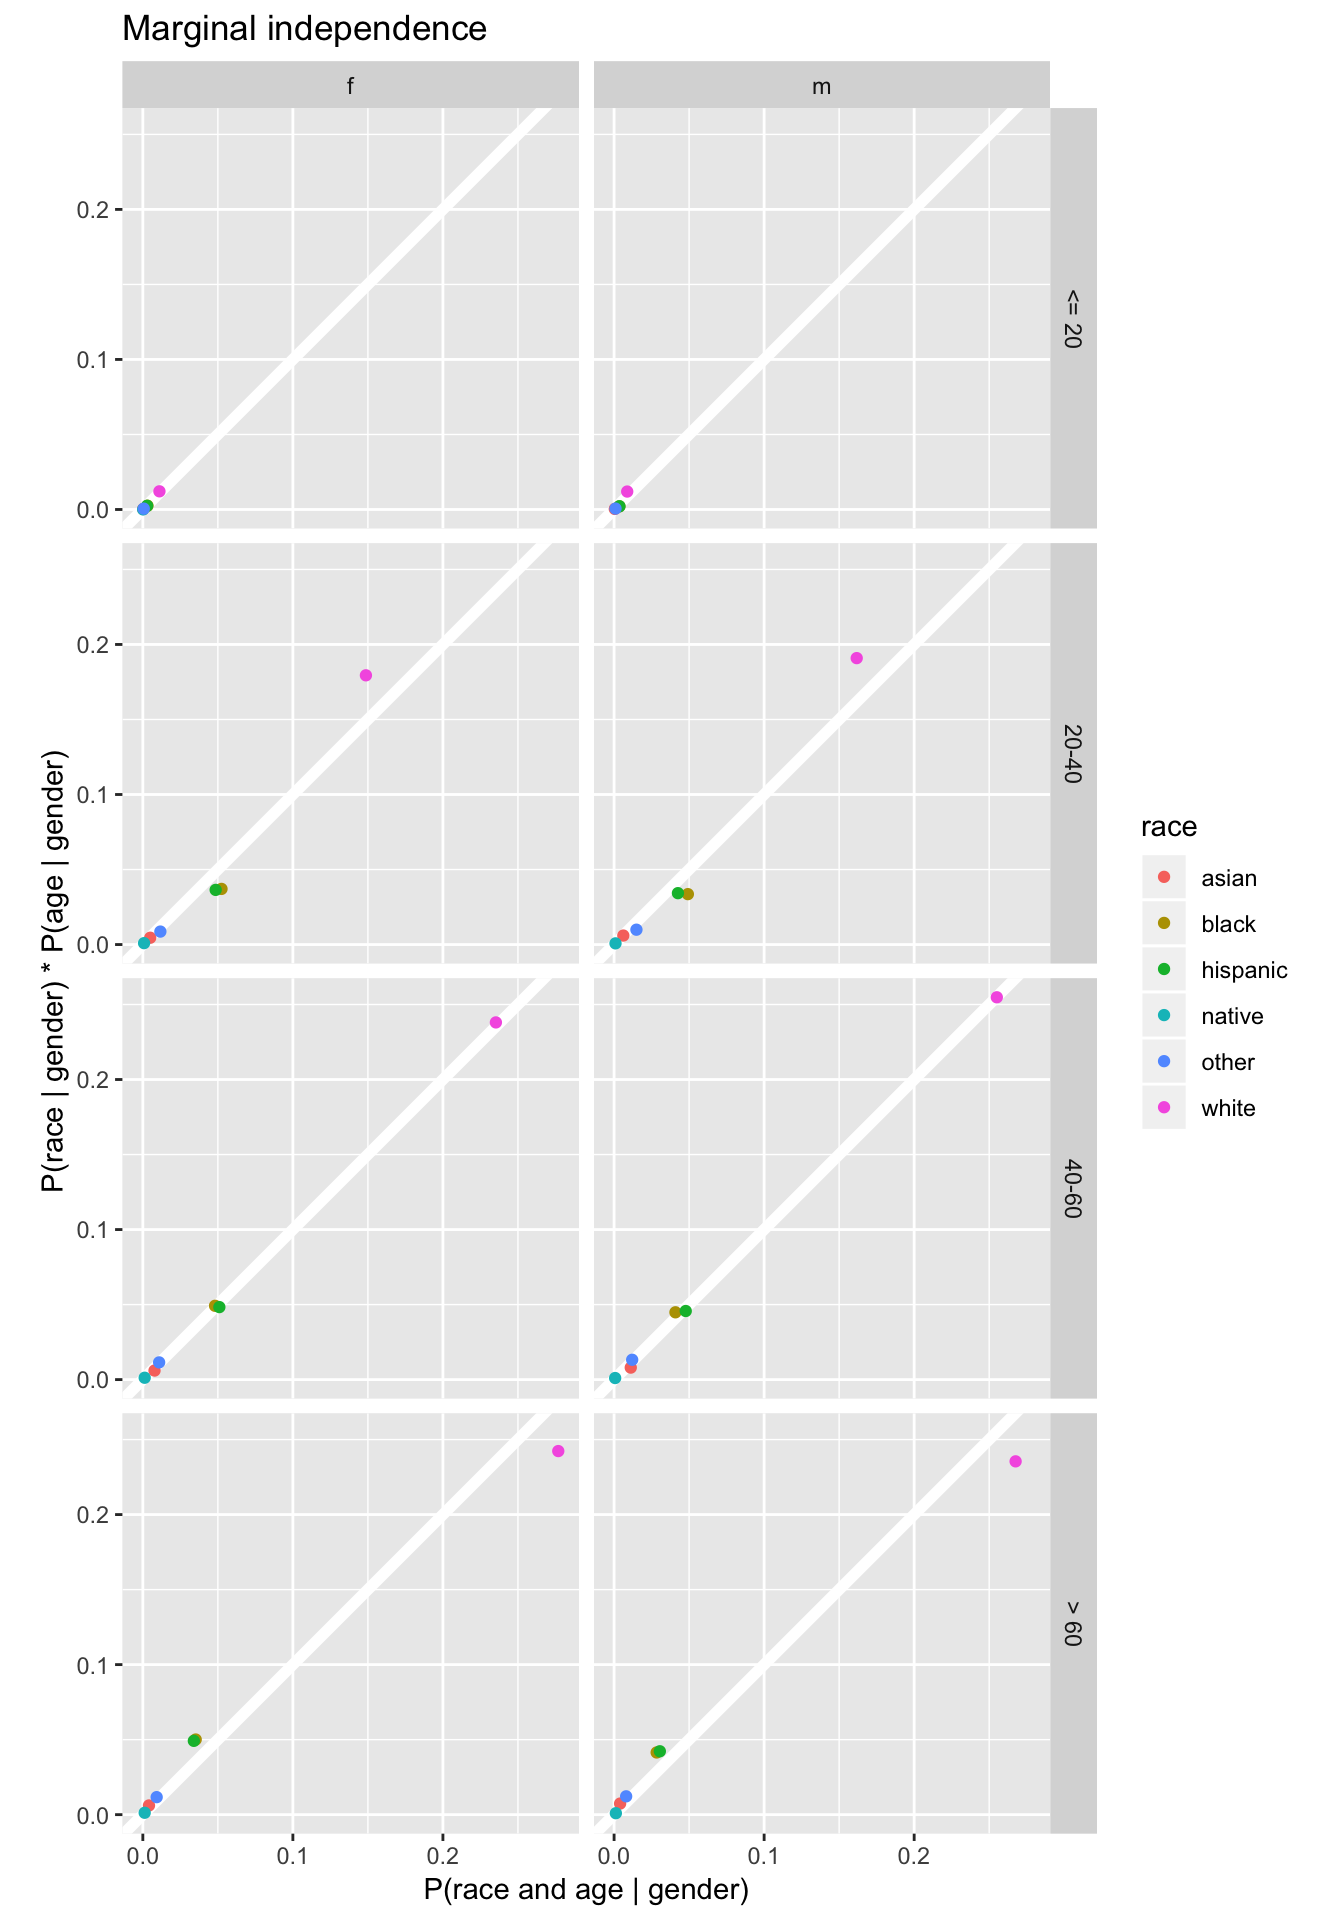 Marginal independence
f
m
0.2
0.1
0.0
<= 20
0.2
0.1
0.0
20-40
0.2
0.1
0.0
40-60
0.2
0.1
0.0
> 60
0.0
0.1
0.2
0.0
0.1
0.2
P(race and age | gender)
P(race | gender) * P(age | gender)
race
asian
black
hispanic
native
other
white